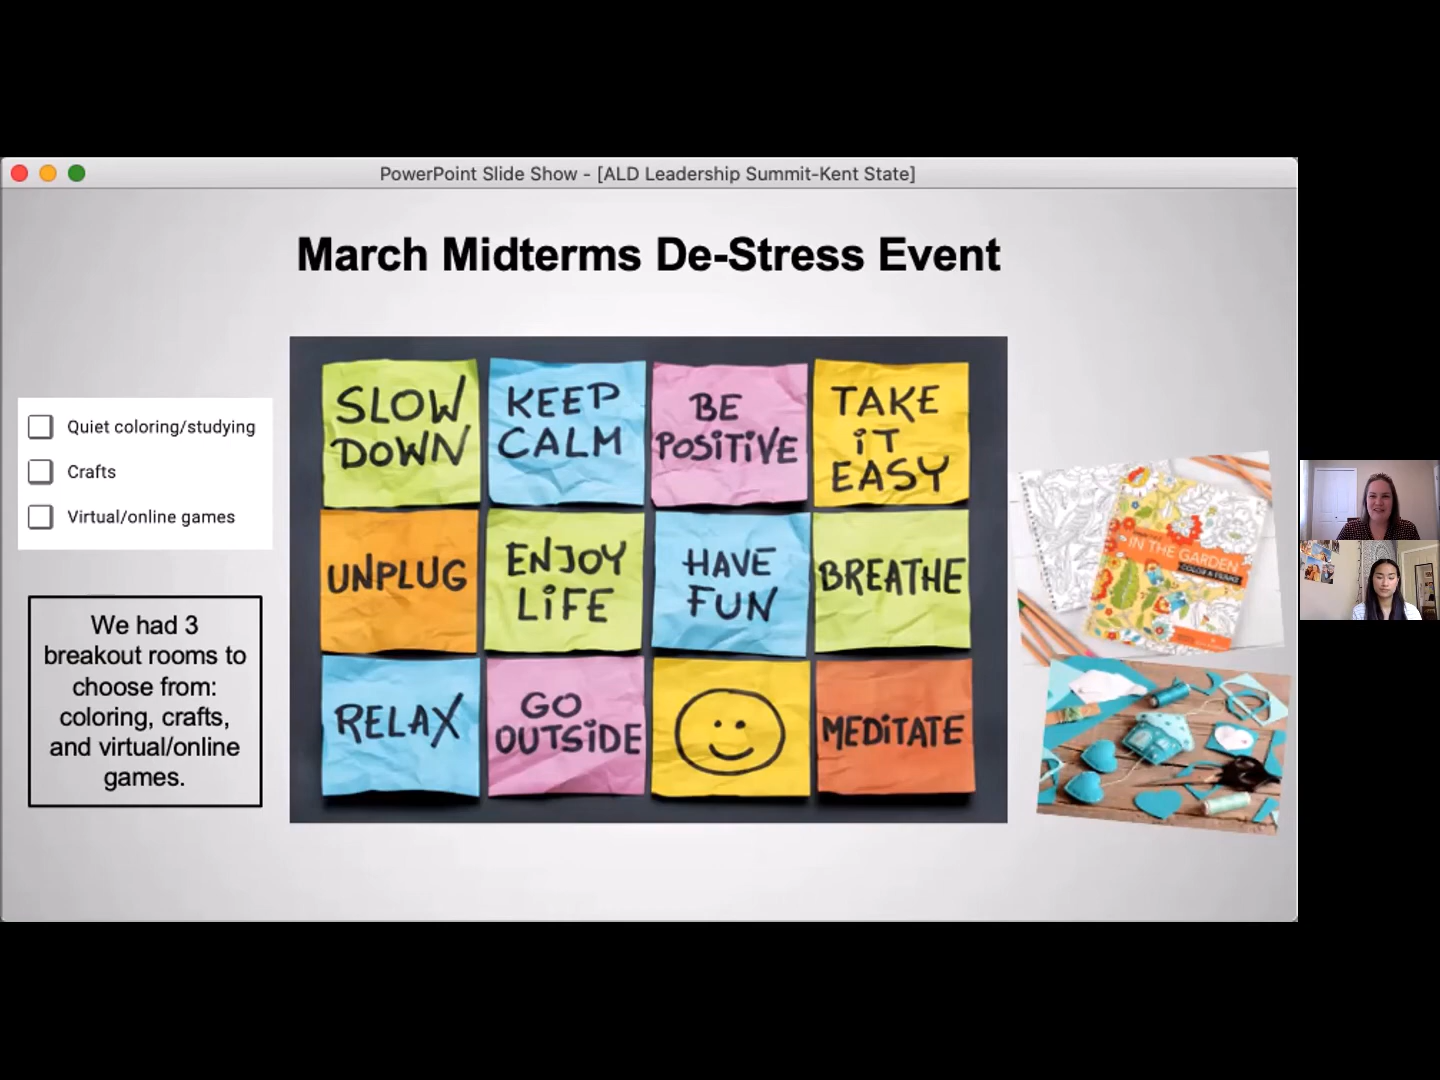 PowerPoint Slide Show - [ALD Leadership Summit-Kent State]
March Midterms De-Stress Event
Quiet coloring/studying
Crafts
Virtual/online games
We had 3
breakout rooms to
choose from:
coloring, crafts,
and virtual/online
games.
SLOW
DOWN
KEEP
CALM
BE
POSiTiVE
TAKE
iT
EASY
UNPLUG
ENJOY
LiFE
HAVE
FUN
BREATHE
RELAX
GO
OUTSiDE
MEDiTATE
IN THE GARDEN
COLOR & FRAME